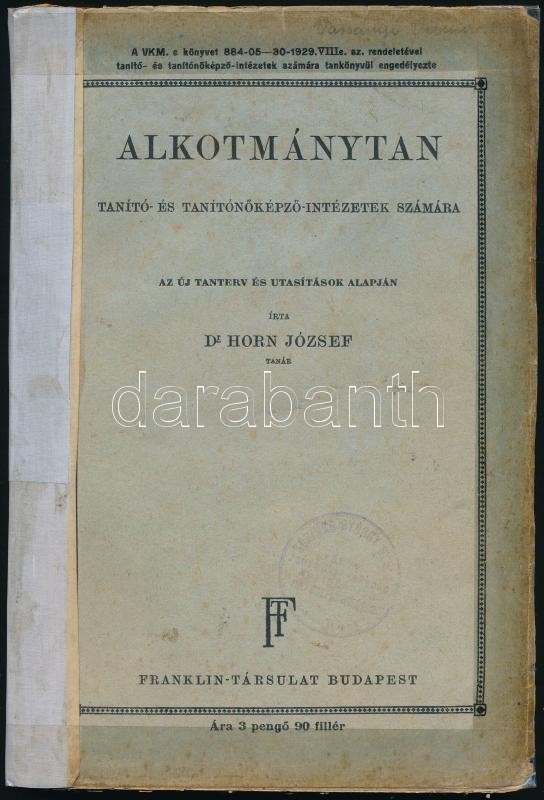 A VKM. e könyvet 884-05—30-1929.VIIIe. sz. rendeletével
tanító- és tanítónőképző-intézetek számára tankönyvül engedélyezte
ALKOTMÁNYTAN
TANÍTÓ- ÉS TANÍTÓNŐKÉPZŐ-INTÉZETEK SZÁMÁRA
AZ ÚJ TANTERV ÉS UTASÍTÁSOK ALAPJÁN
ÍRTA
Dr HORN JÓZSEF
TANÁR
darabanth
FT
FRANKLIN-TÁRSULAT BUDAPEST
Ára 3 pengő 90 fillér